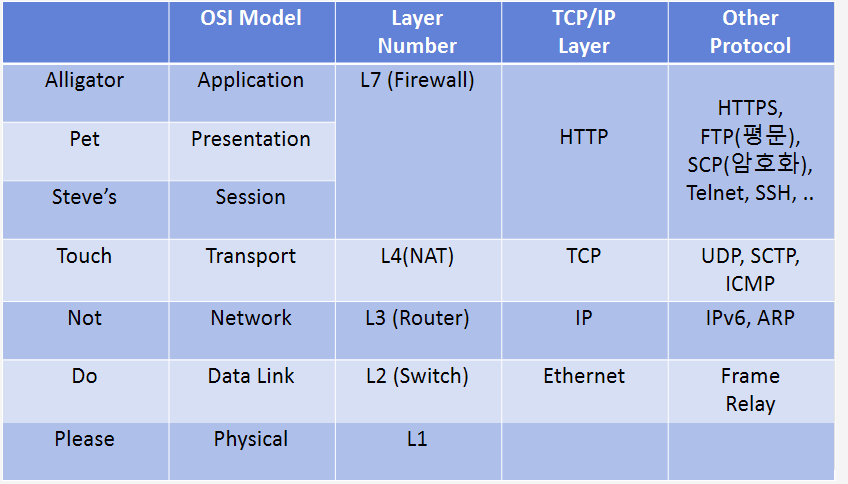 OSI Model
Layer
Number
TCP/IP
Layer
Other
Protocol
Alligator
Application
L7 (Firewall)
HTTP
HTTPS,
FTP(평문),
SCP(암호화),
Telnet, SSH, ..
Pet
Presentation
Steve's
Session
Touch
Transport
L4(NAT)
TCP
UDP, SCTP,
ICMP
Not
Network
L3 (Router)
IP
IPv6, ARP
Do
Data Link
L2 (Switch)
Ethernet
Frame
Relay
Please
Physical
L1